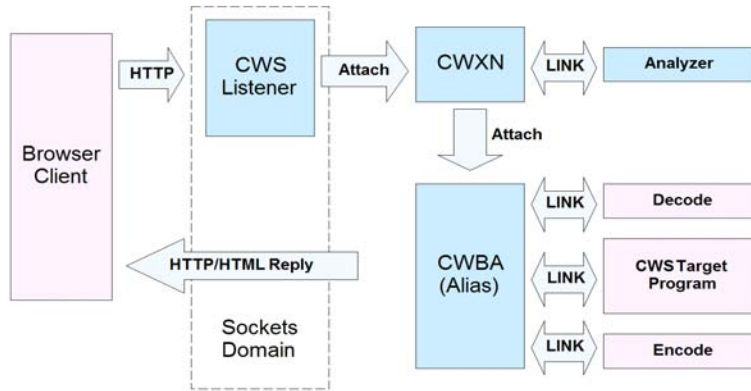 HTTP
CWS
Listener
Attach
CWXN
LINK
Analyzer
Attach
Browser
Client
HTTP/HTML Reply
Sockets
Domain
CWBA
(Alias)
LINK
Decode
LINK
CWS Target
Program
LINK
Encode